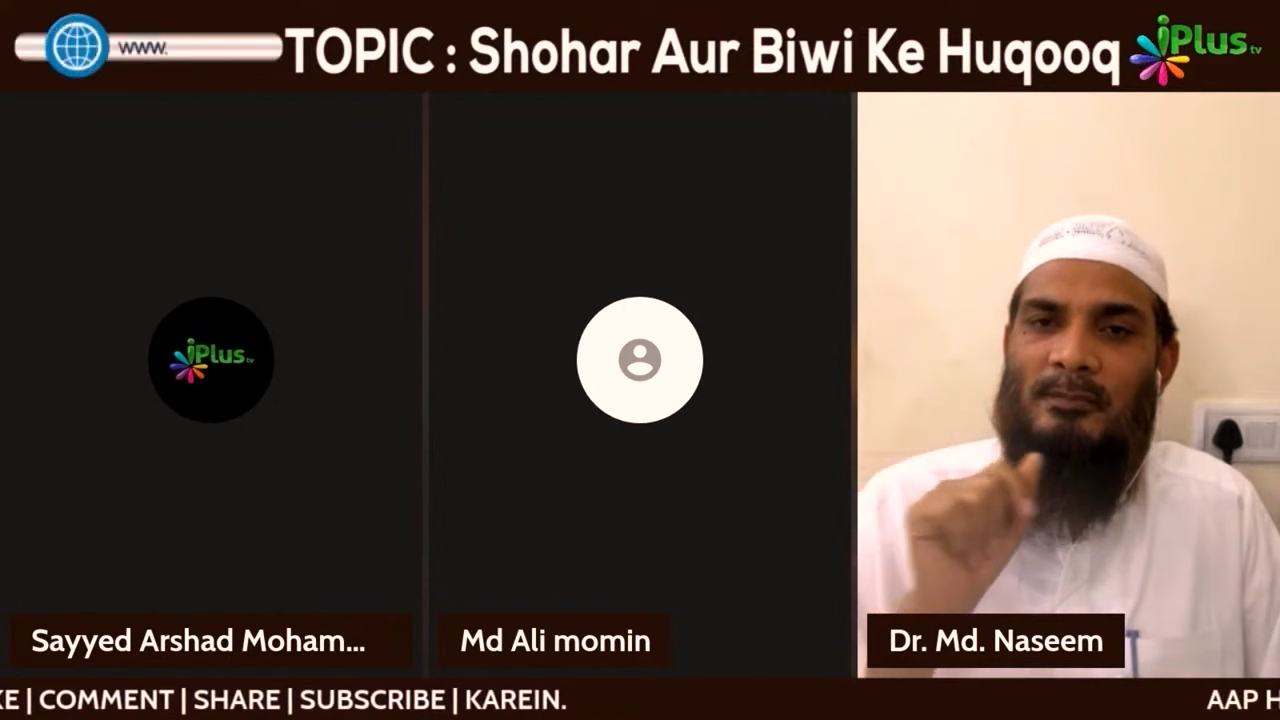 www.
TOPIC : Shohar Aur Biwi Ke Huqooq
iPlus tv
iPlus tv
Sayyed Arshad Moham...
Md Ali momin
Dr. Md. Naseem
KE | COMMENT | SHARE | SUBSCRIBE | KAREIN.
AAP H